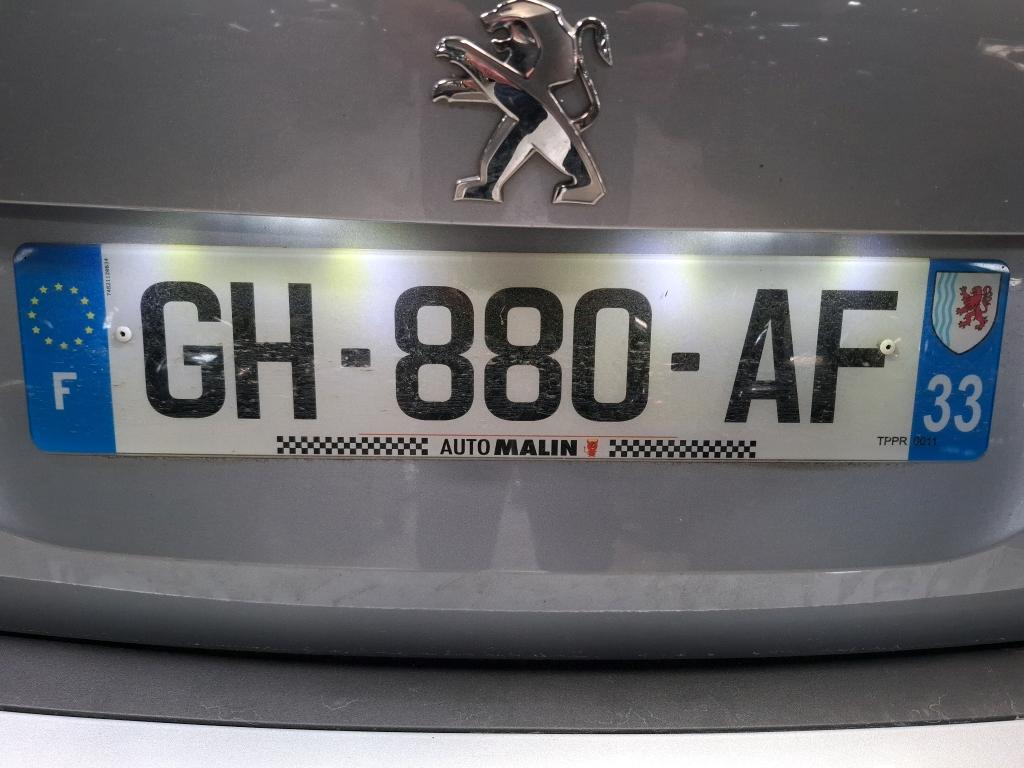 F
GH-880-AF
33
AUTO MALIN
TPPR 0011